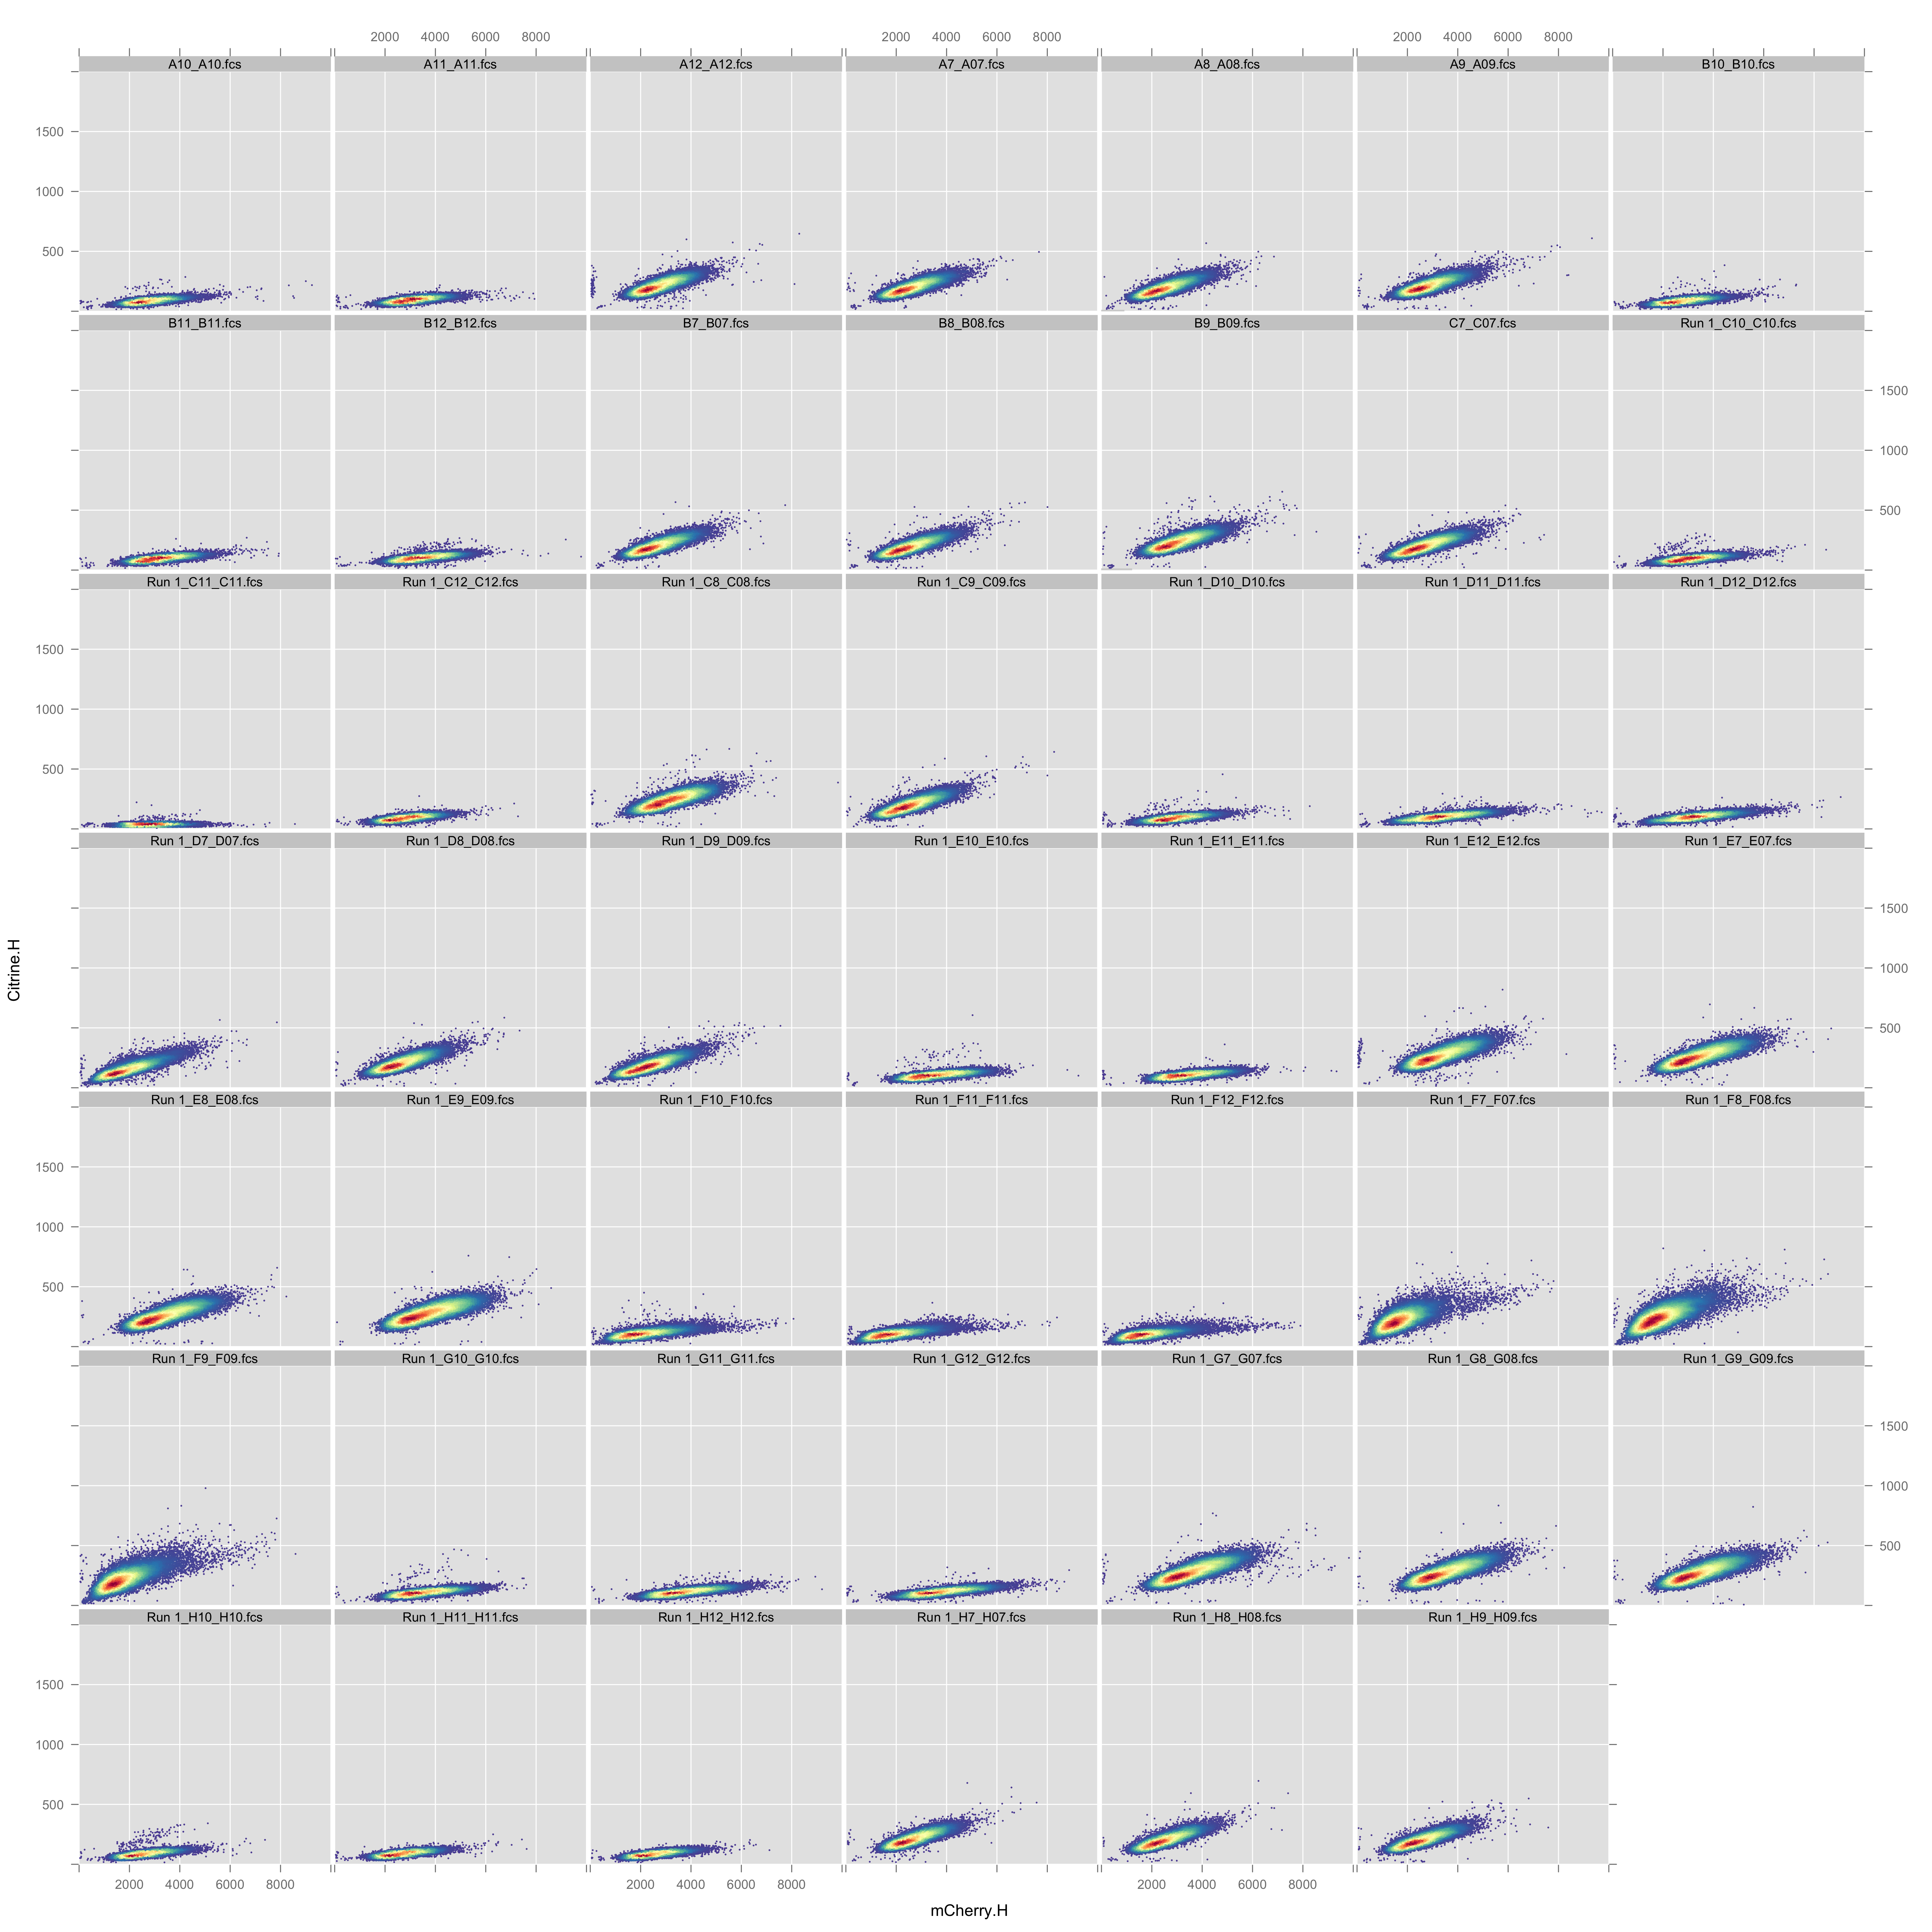 2000 4000 6000 8000 2000 4000 6000 8000 2000 4000 6000 8000
A10_A10.fcs A11_A11.fcs A12_A12.fcs A7_A07.fcs A8_A08.fcs A9_A09.fcs B10_B10.fcs
1500
1000
500
B11_B11.fcs B12_B12.fcs B7_B07.fcs B8_B08.fcs B9_B09.fcs C7_C07.fcs Run 1_C10_C10.fcs
1500
1000
500
Run 1_C11_C11.fcs Run 1_C12_C12.fcs Run 1_C8_C08.fcs Run 1_C9_C09.fcs Run 1_D10_D10.fcs Run 1_D11_D11.fcs Run 1_D12_D12.fcs
1500
1000
500
Run 1_D7_D07.fcs Run 1_D8_D08.fcs Run 1_D9_D09.fcs Run 1_E10_E10.fcs Run 1_E11_E11.fcs Run 1_E12_E12.fcs Run 1_E7_E07.fcs
1500
1000
500
Citrine.H
Run 1_E8_E08.fcs Run 1_E9_E09.fcs Run 1_F10_F10.fcs Run 1_F11_F11.fcs Run 1_F12_F12.fcs Run 1_F7_F07.fcs Run 1_F8_F08.fcs
1500
1000
500
Run 1_F9_F09.fcs Run 1_G10_G10.fcs Run 1_G11_G11.fcs Run 1_G12_G12.fcs Run 1_G7_G07.fcs Run 1_G8_G08.fcs Run 1_G9_G09.fcs
1500
1000
500
Run 1_H10_H10.fcs Run 1_H11_H11.fcs Run 1_H12_H12.fcs Run 1_H7_H07.fcs Run 1_H8_H08.fcs Run 1_H9_H09.fcs
1500
1000
500
2000 4000 6000 8000 2000 4000 6000 8000 2000 4000 6000 8000
mCherry.H